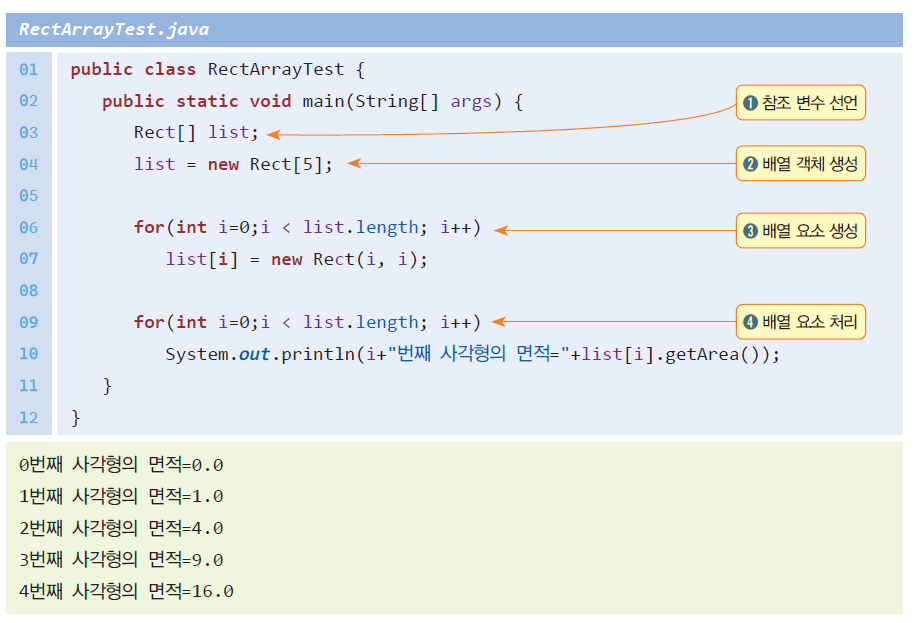 RectArrayTest.java
01 public class RectArrayTest {
02 public static void main(String[] args) {
❶ 참조 변수 선언
03 Rect[] list;
04 list = new Rect[5];
❷ 배열 객체 생성
05
06 for(int i=0;i < list.length; i++)
❸ 배열 요소 생성
07 list[i] = new Rect(i, i);
08
09 for(int i=0;i < list.length; i++)
❹ 배열 요소 처리
10 System.out.println(i+"번째 사각형의 면적="+list[i].getArea());
11 }
12 }
0번째 사각형의 면적=0.0
1번째 사각형의 면적=1.0
2번째 사각형의 면적=4.0
3번째 사각형의 면적=9.0
4번째 사각형의 면적=16.0